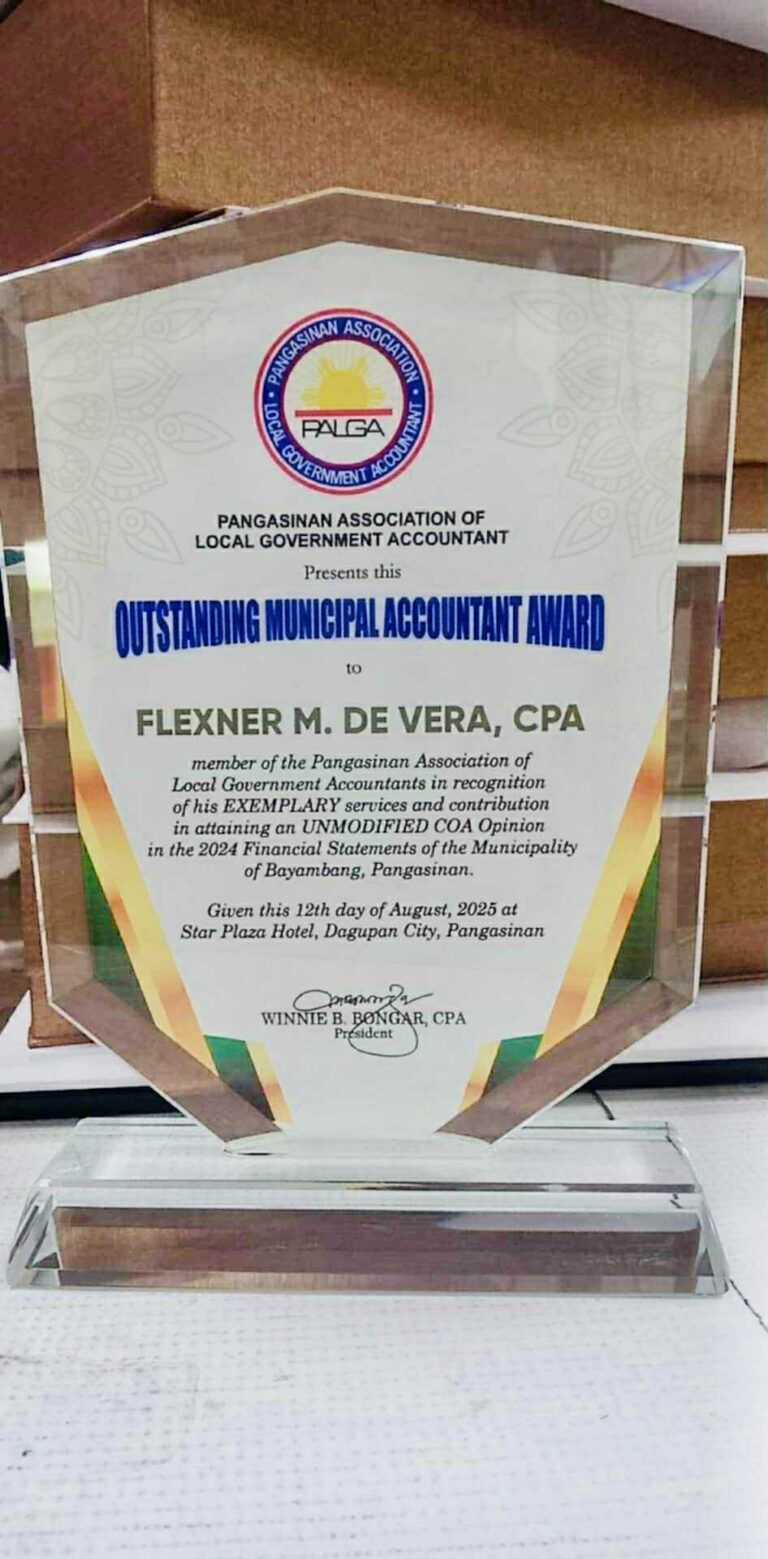 PANGASINAN ASSOCIATION
LOCAL GOVERNMENT ACCOUNTANT
PALGA
PANGASINAN ASSOCIATION OF
LOCAL GOVERNMENT ACCOUNTANT
Presents this
OUTSTANDING MUNICIPAL ACCOUNTANT AWARD
to
FLEXNER M. DE VERA, CPA
member of the Pangasinan Association of
Local Government Accountants in recognition
of his EXEMPLARY services and contribution
in attaining an UNMODIFIED COA Opinion
in the 2024 Financial Statements of the Municipality
of Bayambang, Pangasinan.
Given this 12th day of August, 2025 at
Star Plaza Hotel, Dagupan City, Pangasinan
WINNIE B. BONGAR, CPA
President